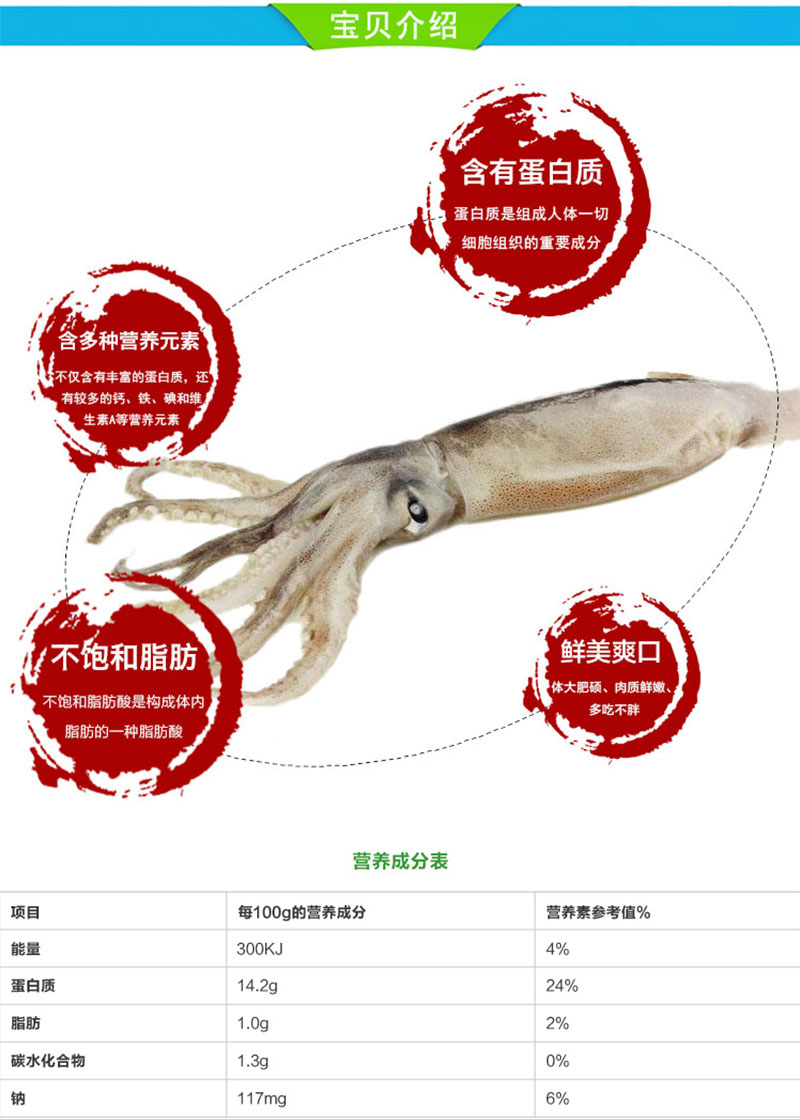 宝贝介绍
含有蛋白质
蛋白质是组成人体一切
细胞组织的重要成分
含多种营养元素
不仅含有丰富的蛋白质，还
有较多的钙、铁、碘和维
生素A等营养元素
不饱和脂肪
不饱和脂肪酸是构成体内
脂肪的一种脂肪酸
鲜美爽口
体大肥硕、肉质鲜嫩、
多吃不胖
营养成分表
项目 每100g的营养成分 营养素参考值%
能量 300KJ 4%
蛋白质 14.2g 24%
脂肪 1.0g 2%
碳水化合物 1.3g 0%
钠 117mg 6%